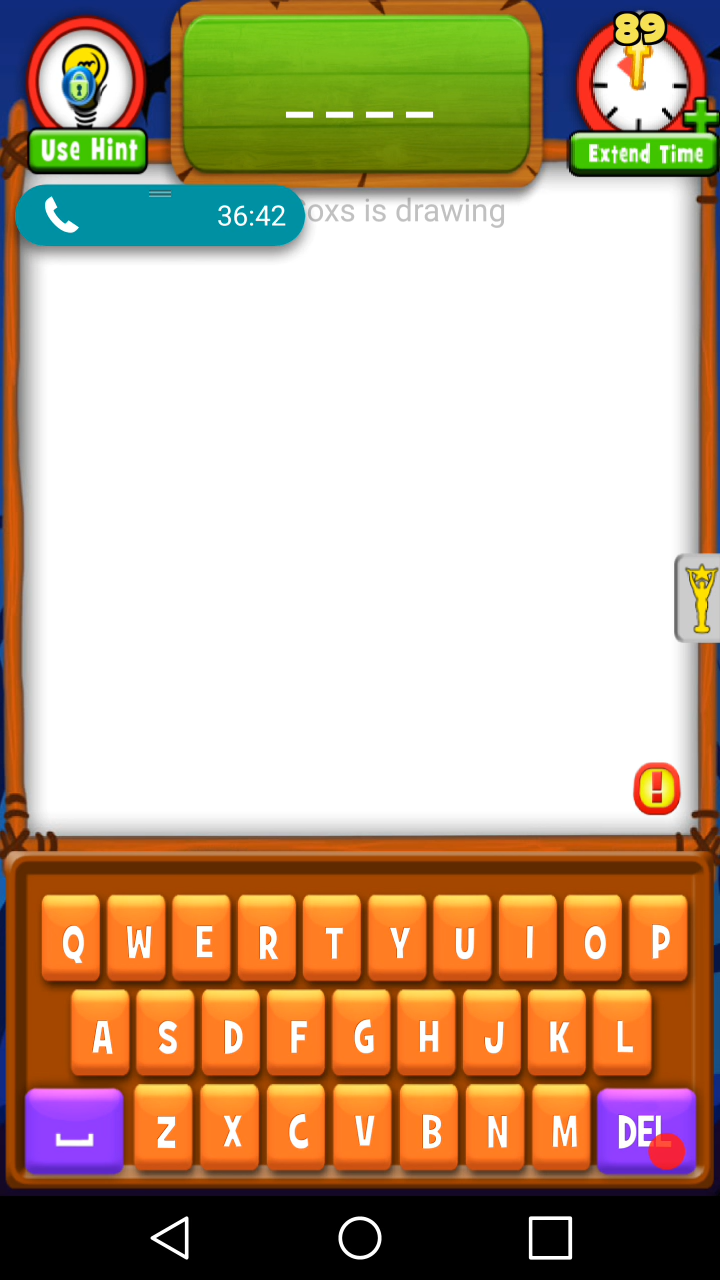 89
Use Hint
Extend Time
36:42
oxs is drawing
Q W E R T Y U I O P
A S D F G H J K L
Z X C V B N M DEL